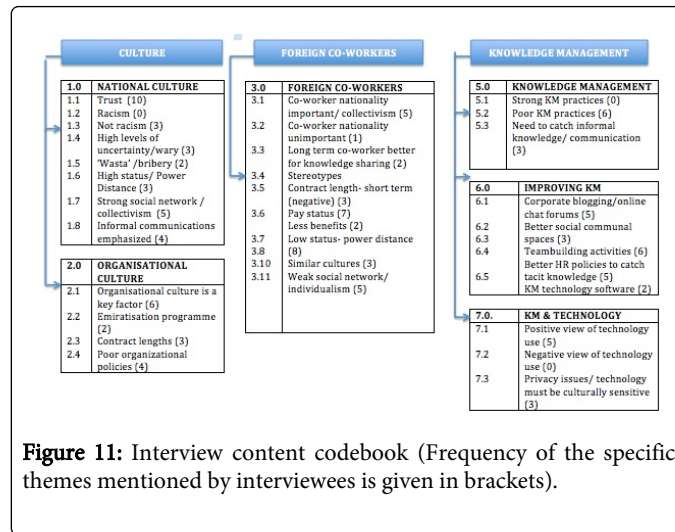 CULTURE
1.0 NATIONAL CULTURE
1.1 Trust (10)
1.2 Racism (0)
1.3 Not racism (3)
1.4 High levels of
uncertainty/wary (3)
1.5 'Wasta' /bribery (2)
1.6 High status/ Power
Distance (3)
1.7 Strong social network /
collectivism (5)
1.8 Informal communications
emphasized (4)
2.0 ORGANISATIONAL
CULTURE
2.1 Organisational culture is a
key factor (6)
2.2 Emiratisation programme
(2)
2.3 Contract lengths (3)
2.4 Poor organizational
policies (4)
FOREIGN CO-WORKERS
3.0 FOREIGN CO-WORKERS
3.1 Co-worker nationality
important/ collectivism (5)
3.2 Co-worker nationality
unimportant (1)
3.3 Long term co-worker better
for knowledge sharing (2)
3.4 Stereotypes
3.5 Contract length- short term
(negative) (3)
3.6 Pay status (7)
Less benefits (2)
3.7 Low status- power distance
3.8 (8)
3.10 Similar cultures (3)
3.11 Weak social network/
individualism (5)
KNOWLEDGE MANAGEMENT
5.0 KNOWLEDGE MANAGEMENT
5.1 Strong KM practices (0)
5.2 Poor KM practices (6)
5.3 Need to catch informal
knowledge/ communication
(3)
6.0 IMPROVING KM
6.1 Corporate blogging/online
chat forums (5)
6.2 Better social communal
6.3 spaces (3)
6.4 Teambuilding activities (6)
Better HR policies to catch
6.5 tacit knowledge (5)
KM technology software (2)
7.0. KM & TECHNOLOGY
7.1 Positive view of technology
use (5)
7.2 Negative view of technology
use (0)
7.3 Privacy issues/ technology
must be culturally sensitive
(3)
Figure 11: Interview content codebook (Frequency of the specific
themes mentioned by interviewees is given in brackets).